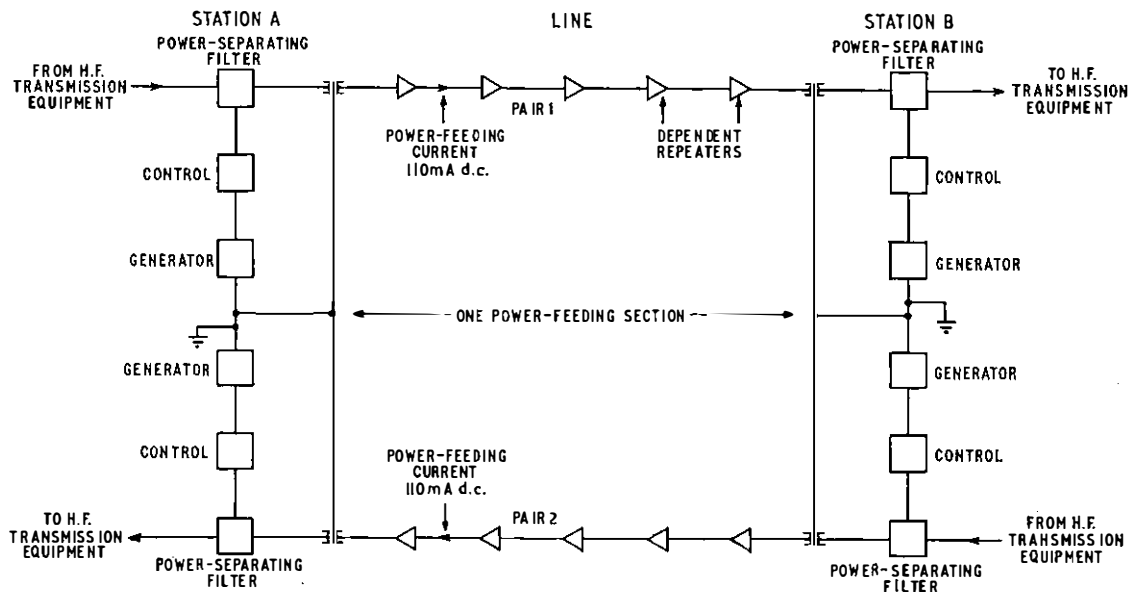 STATION A
LINE
STATION B
POWER-SEPARATING
FILTER
POWER-SEPARATING
FILTER
FROM H.F.
TRANSMISSION
EQUIPMENT
TO H.F.
TRANSMISSION
EQUIPMENT
PAIR 1
POWER-FEEDING
CURRENT
110mA d.c.
DEPENDENT
REPEATERS
CONTROL
CONTROL
GENERATOR
GENERATOR
ONE POWER-FEEDING SECTION
GENERATOR
GENERATOR
CONTROL
CONTROL
POWER-FEEDING
CURRENT
110mA d.c.
PAIR 2
TO H.F.
TRANSMISSION
EQUIPMENT
FROM H.F.
TRANSMISSION
EQUIPMENT
POWER-SEPARATING
FILTER
POWER-SEPARATING
FILTER